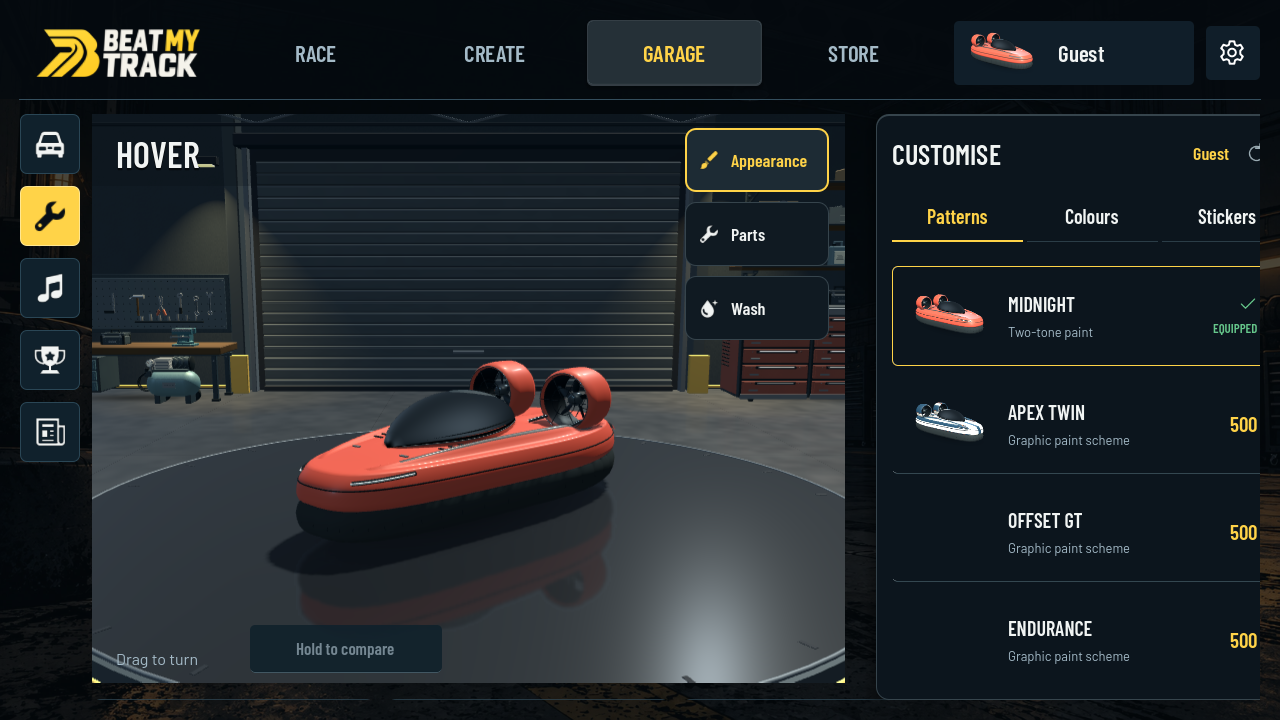 BEAT MY
TRACK
RACE
CREATE
GARAGE
STORE
Guest
HOVER
Appearance
Parts
Wash
Drag to turn
Hold to compare
CUSTOMISE
Guest
Patterns
Colours
Stickers
MIDNIGHT
Two-tone paint
EQUIPPED
APEX TWIN
Graphic paint scheme
500
OFFSET GT
Graphic paint scheme
500
ENDURANCE
Graphic paint scheme
500